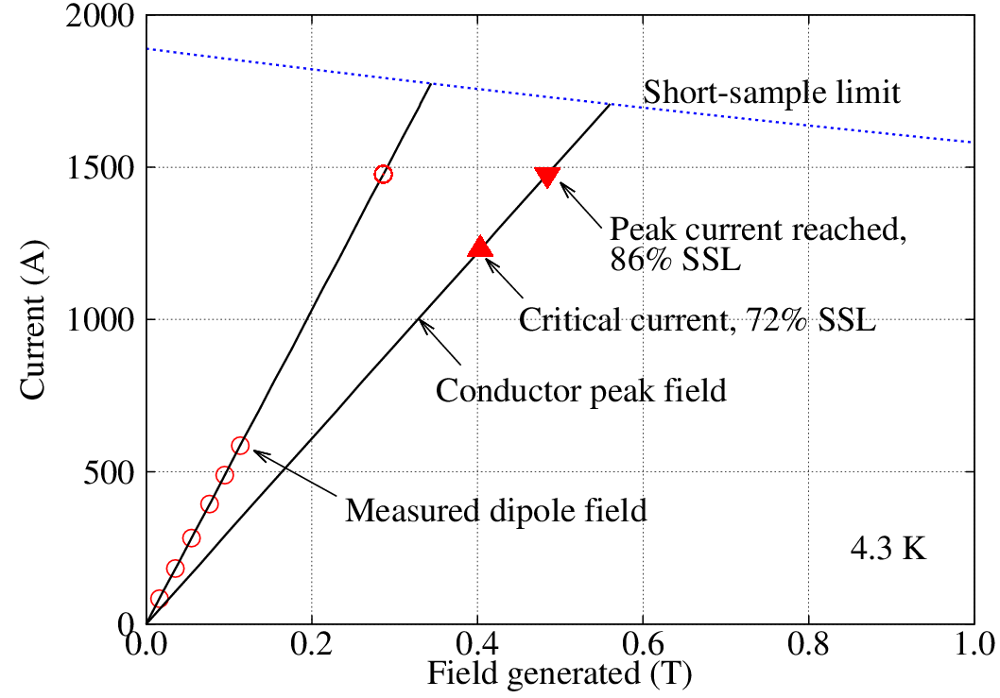 2000
1500
1000
500
0
Current (A)
Short-sample limit
Peak current reached,
86% SSL
Critical current, 72% SSL
Conductor peak field
Measured dipole field
4.3 K
0.0 0.2 0.4 0.6 0.8 1.0
Field generated (T)